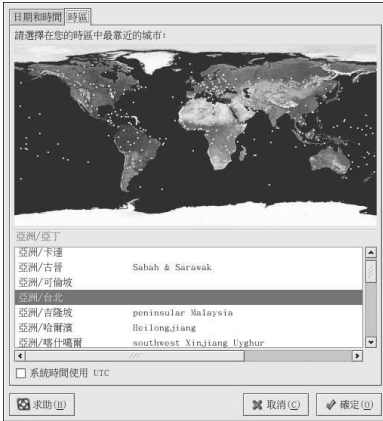 日期和時間 時區
請選擇在您的時區中最靠近的城市:
亞洲/亞丁
亞洲/卡達
亞洲/古晉 Sabah & Sarawak
亞洲/可倫坡
亞洲/台北
亞洲/吉隆坡 peninsular Malaysia
亞洲/哈爾濱 Heilongjiang
亞洲/喀什噶爾 southwest Xinjiang Uyghur
系統時間使用 UTC
求助(H) 取消(C) 確定(O)